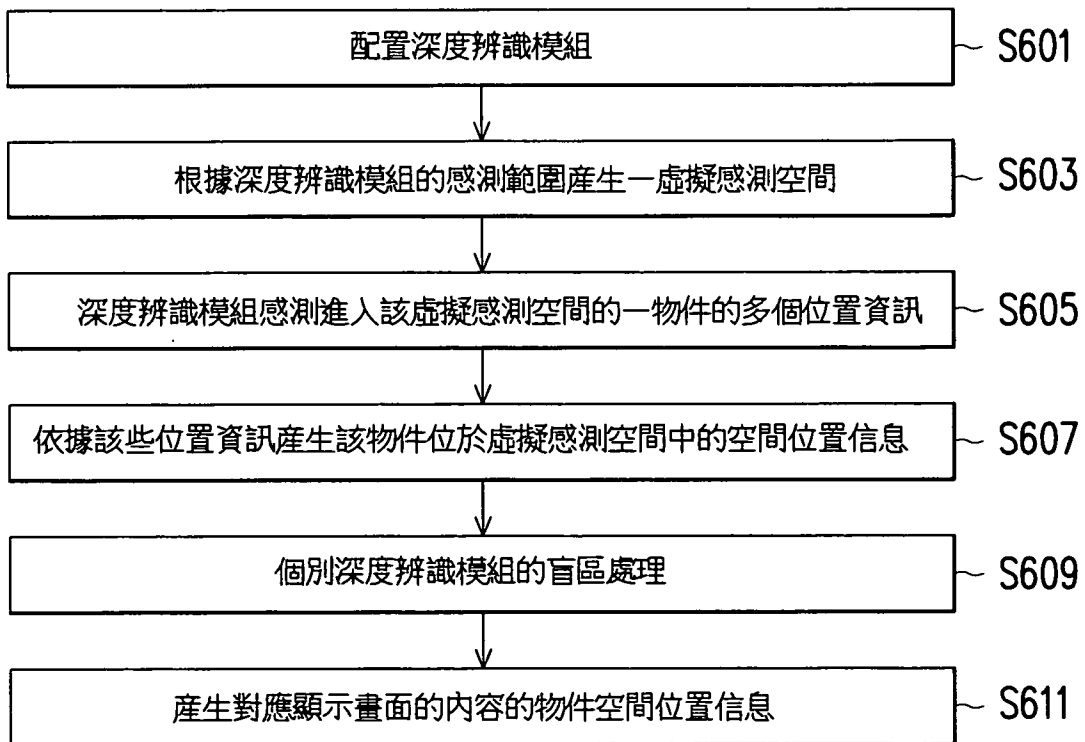 配置深度辨識模組
S601
根據深度辨識模組的感測範圍產生一虛擬感測空間
S603
深度辨識模組感測進入該虛擬感測空間的一物件的多個位置資訊
S605
依據該些位置資訊產生該物件位於虛擬感測空間中的空間位置信息
S607
個別深度辨識模組的盲區處理
S609
產生對應顯示畫面的內容的物件空間位置信息
S611